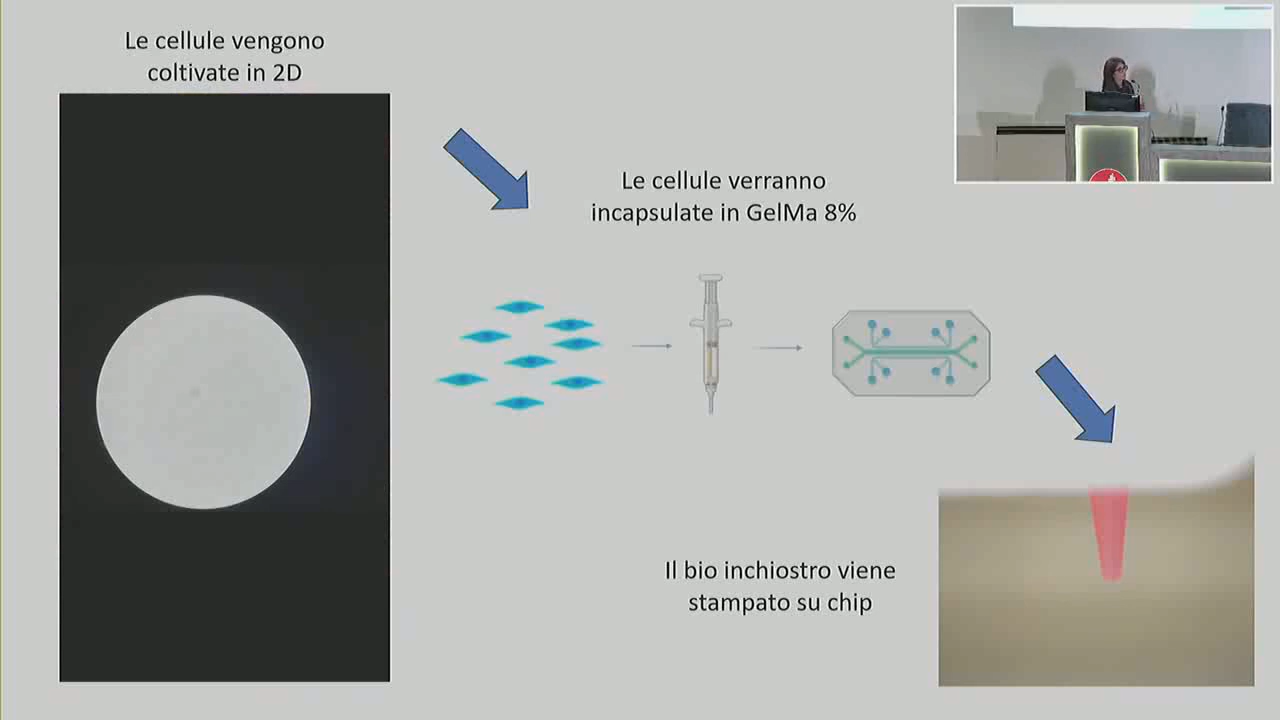 Le cellule vengono
coltivate in 2D
Le cellule verranno
incapsulate in GelMa 8%
Il bio inchiostro viene
stampato su chip